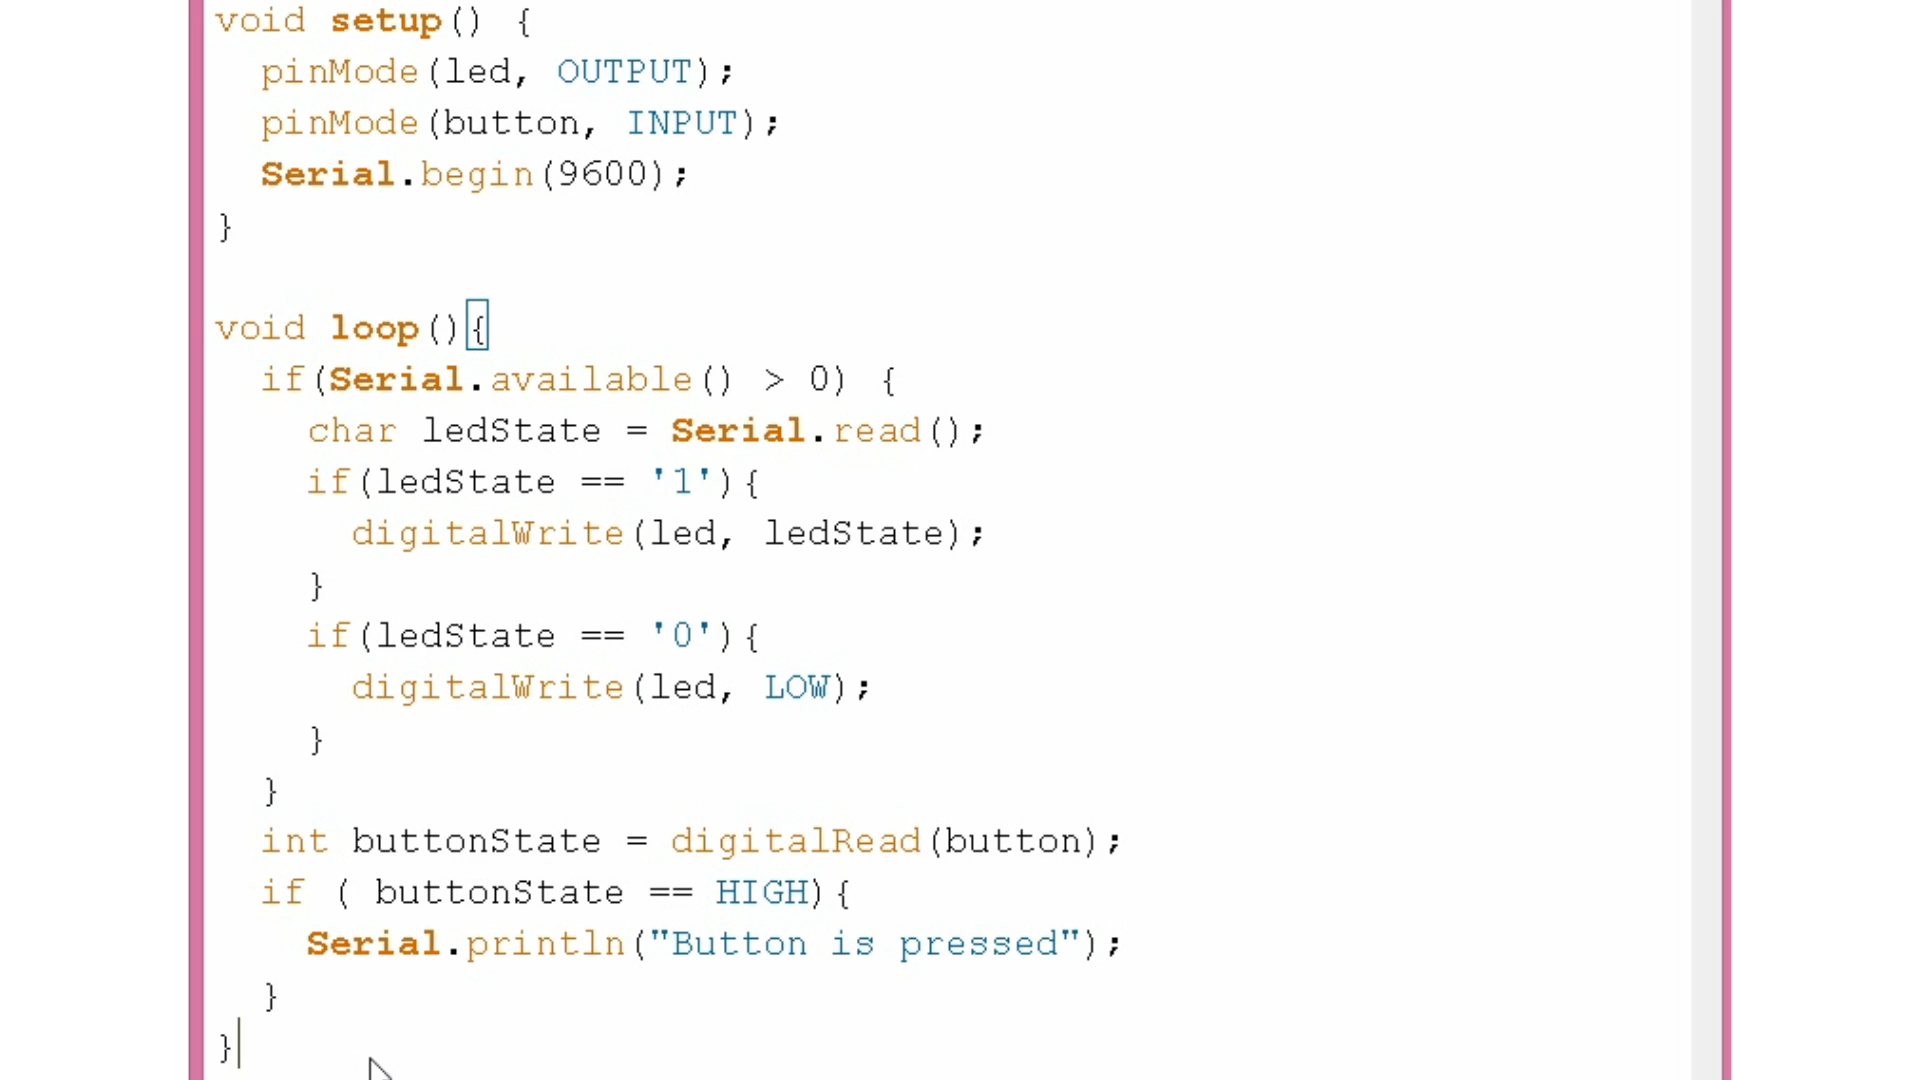 void setup() {
pinMode(led, OUTPUT);
pinMode(button, INPUT);
Serial.begin(9600);
}
void loop(){
if(Serial.available() > 0) {
char ledState = Serial.read();
if(ledState == '1'){
digitalWrite(led, ledState);
}
if(ledState == '0'){
digitalWrite(led, LOW);
}
}
int buttonState = digitalRead(button);
if ( buttonState == HIGH){
Serial.println("Button is pressed");
}
}